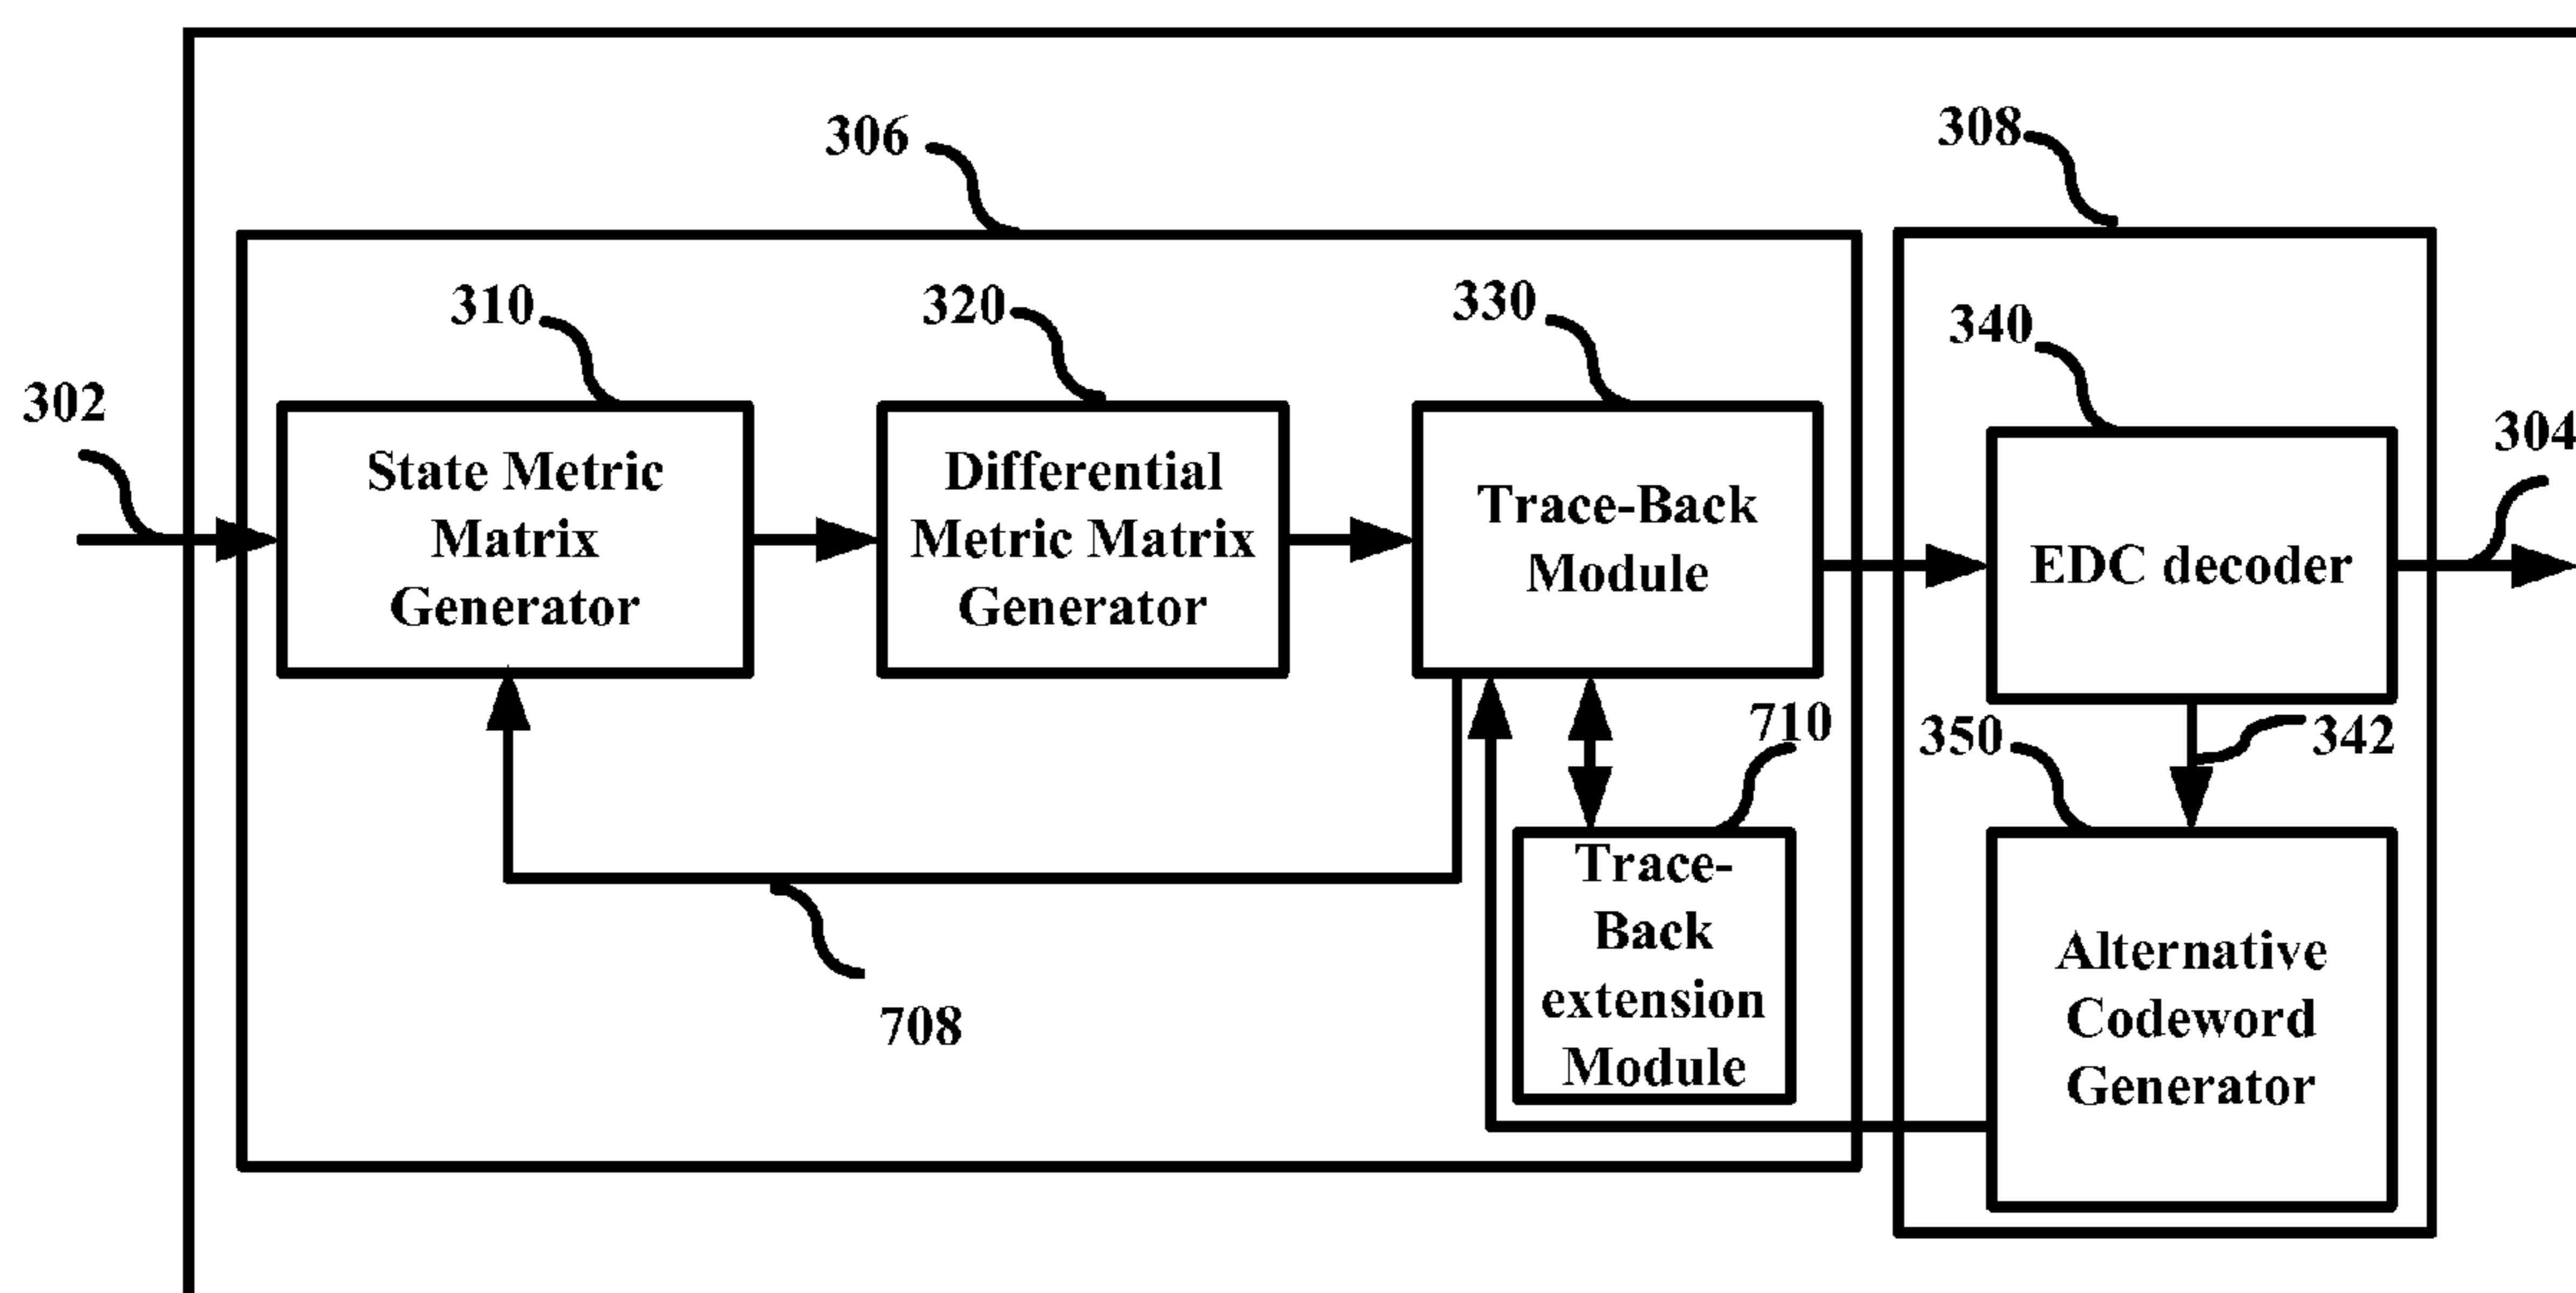 306
308
310
320
330
340
302
304
State Metric
Matrix
Generator
Differential
Metric Matrix
Generator
Trace-Back
Module
EDC decoder
710
350
342
Trace-
Back
extension
Module
Alternative
Codeword
Generator
708